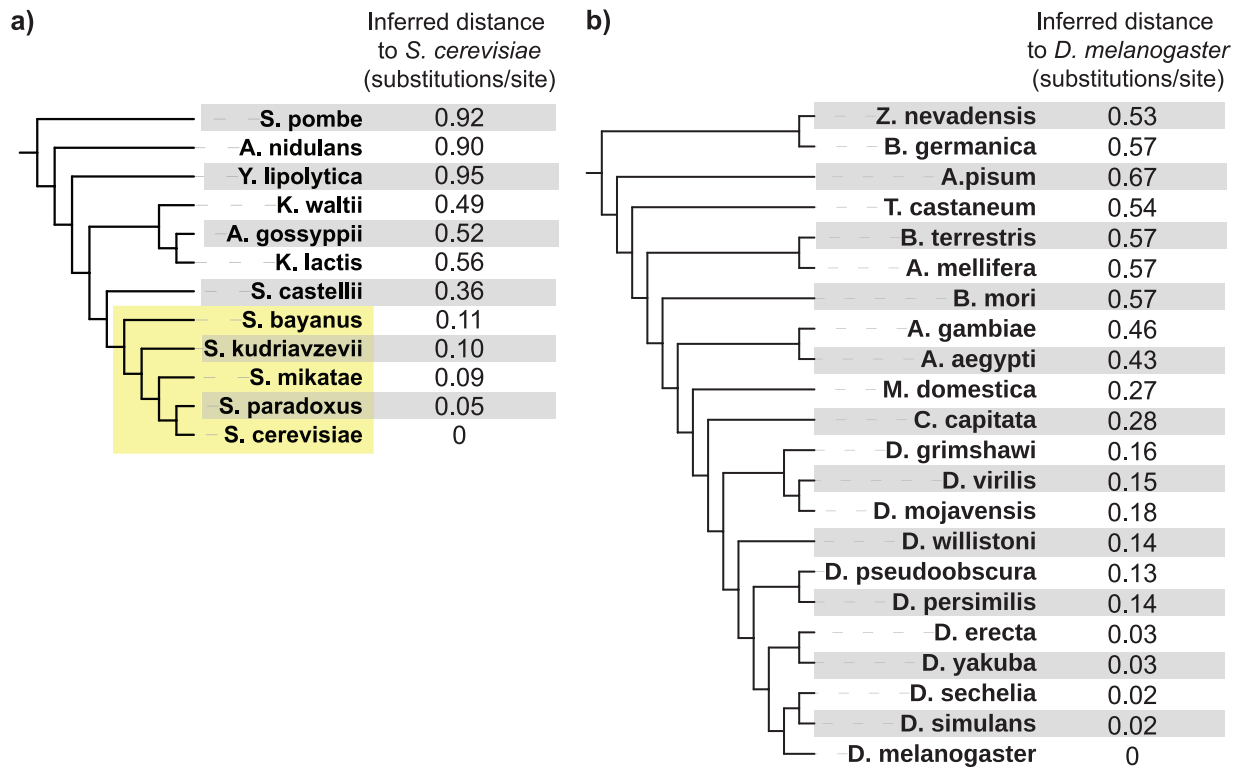 a)
Inferred distance
to S. cerevisiae
(substitutions/site)
S. pombe 0.92
A. nidulans 0.90
Y. lipolytica 0.95
K. waltii 0.49
A. gossyppii 0.52
K. lactis 0.56
S. castellii 0.36
S. bayanus 0.11
S. kudriavzevii 0.10
S. mikatae 0.09
S. paradoxus 0.05
S. cerevisiae 0
b)
Inferred distance
to D. melanogaster
(substitutions/site)
Z. nevadensis 0.53
B. germanica 0.57
A.pisum 0.67
T. castaneum 0.54
B. terrestris 0.57
A. mellifera 0.57
B. mori 0.57
A. gambiae 0.46
A. aegypti 0.43
M. domestica 0.27
C. capitata 0.28
D. grimshawi 0.16
D. virilis 0.15
D. mojavensis 0.18
D. willistoni 0.14
D. pseudoobscura 0.13
D. persimilis 0.14
D. erecta 0.03
D. yakuba 0.03
D. sechelia 0.02
D. simulans 0.02
D. melanogaster 0